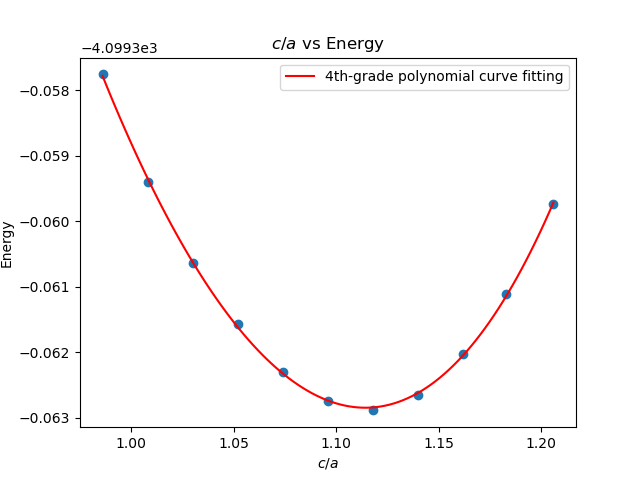 c/a vs Energy
−4.0993e3
4th-grade polynomial curve fitting
−0.058
−0.059
−0.060
−0.061
−0.062
−0.063
Energy
1.00 1.05 1.10 1.15 1.20
c/a